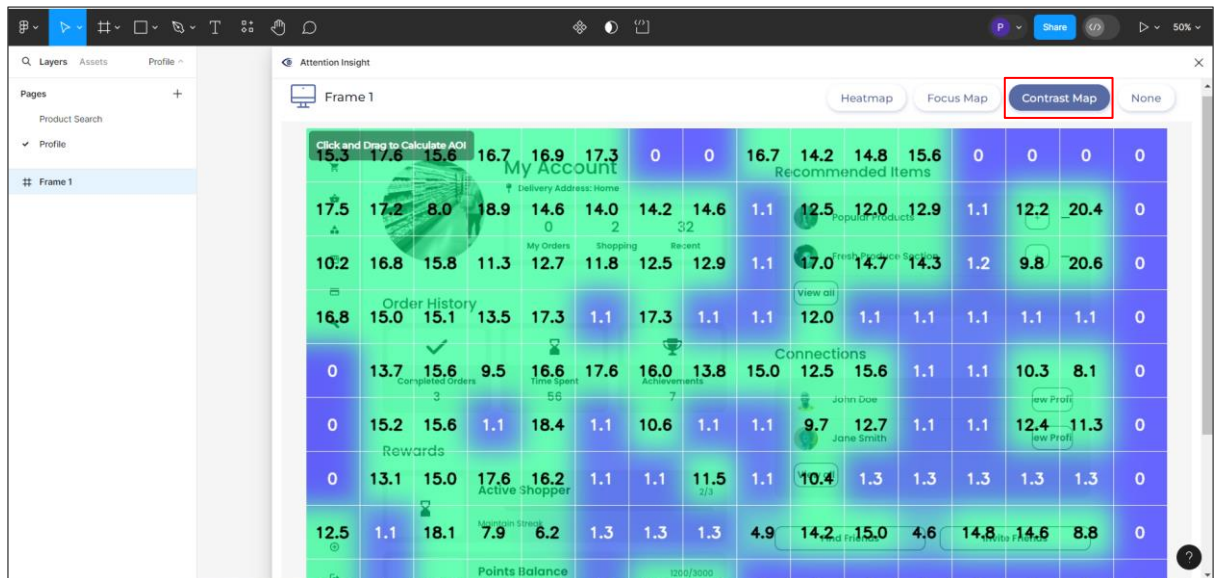 T
P
Share
50%
Layers Assets Profile
Attention Insight
Pages
Product Search
Profile
Frame 1
Frame 1
Heatmap Focus Map Contrast Map None
Click and Drag to Calculate AOI
15.3 17.6 15.6 16.7 16.9 17.3 0 0 16.7 14.2 14.8 15.6 0 0 0 0
My Account
Recommended Items
Delivery Address: Home
17.5 17.2 8.0 18.9 14.6 14.0 14.2 14.6 1.1 12.5 12.0 12.9 1.1 12.2 20.4 0
Popular Products
0 2 32
My Orders Shopping Recent
Fresh Produce Section
10.2 16.8 15.8 11.3 12.7 11.8 12.5 12.9 1.1 17.0 14.7 14.3 1.2 9.8 20.6 0
View all
Order History
16.8 15.0 15.1 13.5 17.3 1.1 17.3 1.1 1.1 12.0 1.1 1.1 1.1 1.1 1.1 0
Connections
0 13.7 15.6 9.5 16.6 17.6 16.0 13.8 15.0 12.5 15.6 1.1 1.1 10.3 8.1 0
Completed Orders Time Spent Achievements
3 56 7
John Doe
ew Profi
0 15.2 15.6 1.1 18.4 1.1 10.6 1.1 1.1 9.7 12.7 1.1 1.1 12.4 11.3 0
Jane Smith
ew Profi
Rewards
0 13.1 15.0 17.6 16.2 1.1 1.1 11.5 1.1 10.4 1.3 1.3 1.3 1.3 1.3 0
View all
Active Shopper
2/3
Maintain Streak
12.5 1.1 18.1 7.9 6.2 1.3 1.3 1.3 4.9 14.2 15.0 4.6 14.8 14.6 8.8 0
Find Friends Invite Friends
Points Balance
1200/3000
?